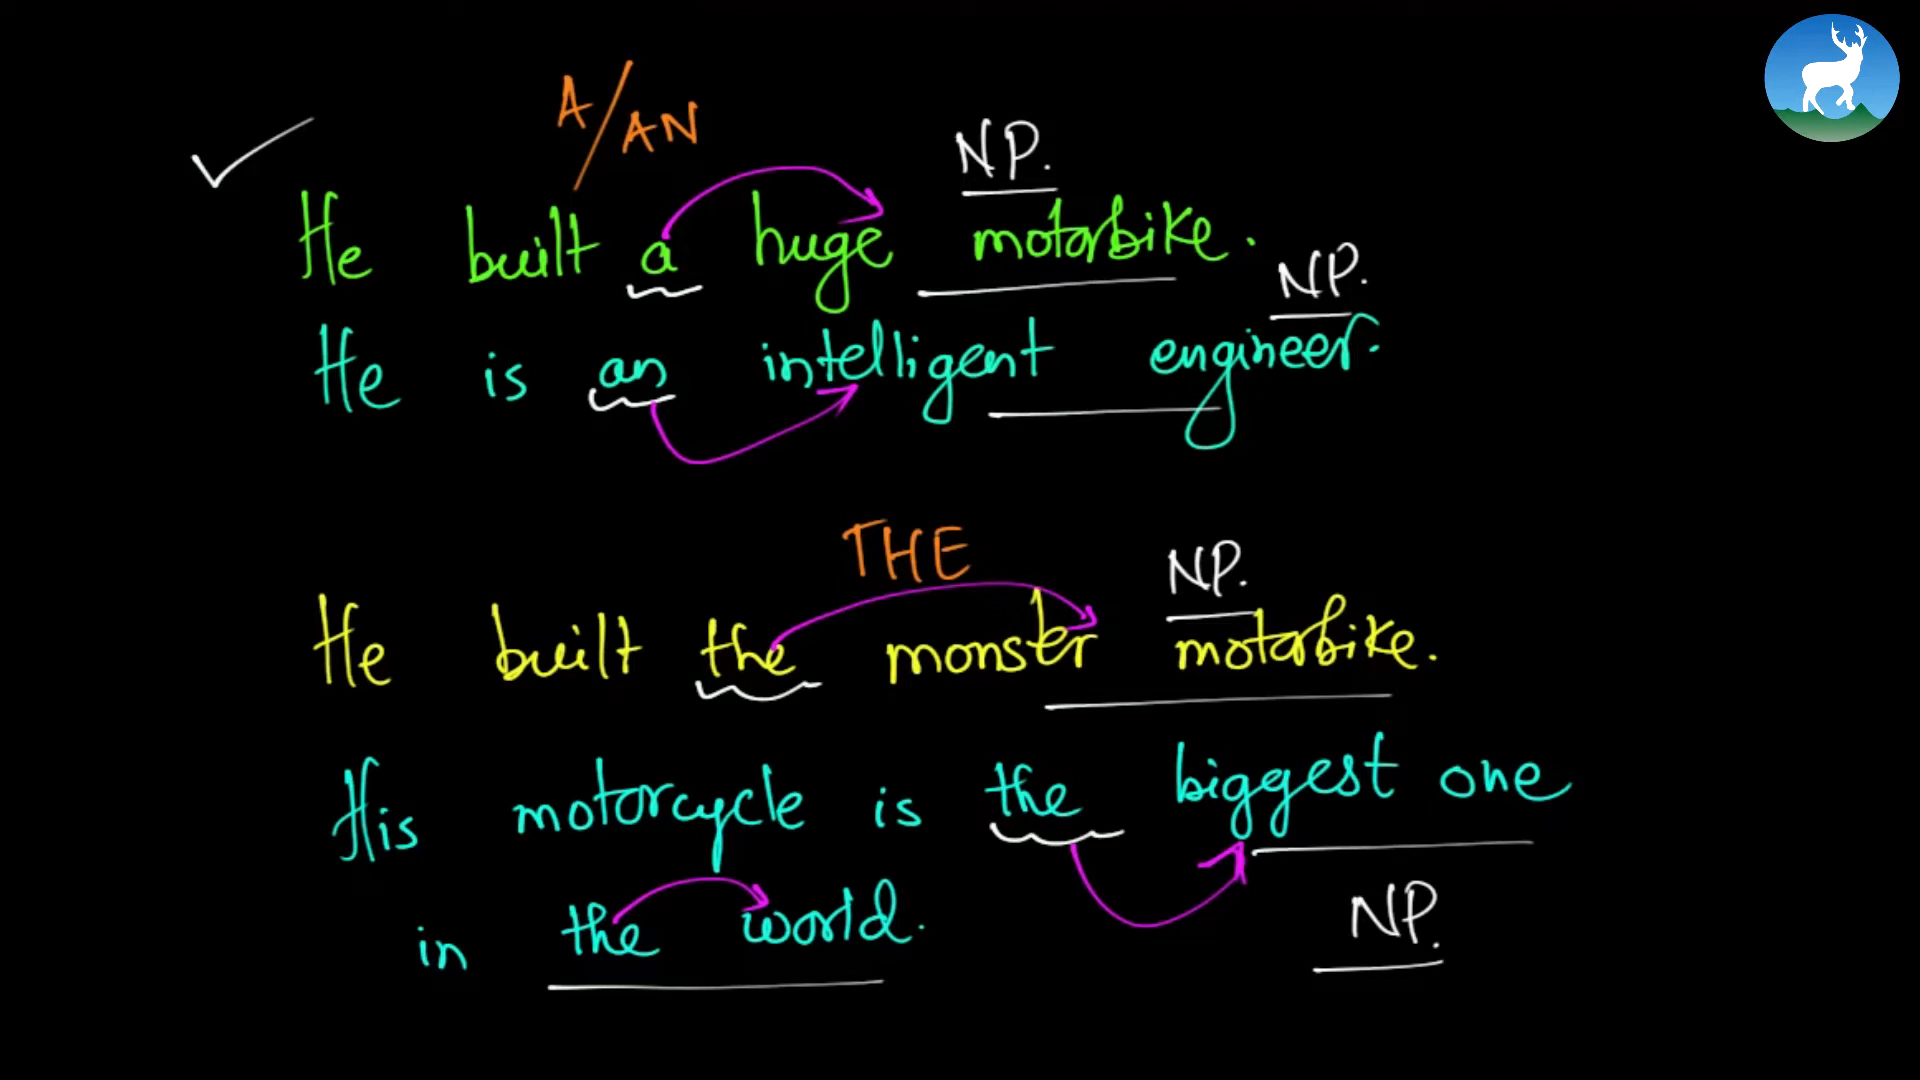 A/AN
NP.
He built a huge motorbike.
NP.
He is an intelligent engineer.
THE
NP.
He built the monster motorbike.
His motorcycle is the biggest one
in the world.
NP.